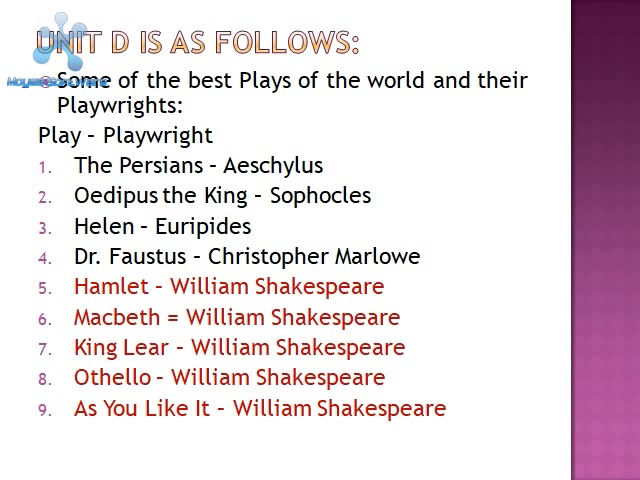 UNIT D IS AS FOLLOWS:
Some of the best Plays of the world and their
Playwrights:
Play – Playwright
1. The Persians – Aeschylus
2. Oedipus the King – Sophocles
3. Helen – Euripides
4. Dr. Faustus – Christopher Marlowe
5. Hamlet – William Shakespeare
6. Macbeth = William Shakespeare
7. King Lear – William Shakespeare
8. Othello – William Shakespeare
9. As You Like It – William Shakespeare